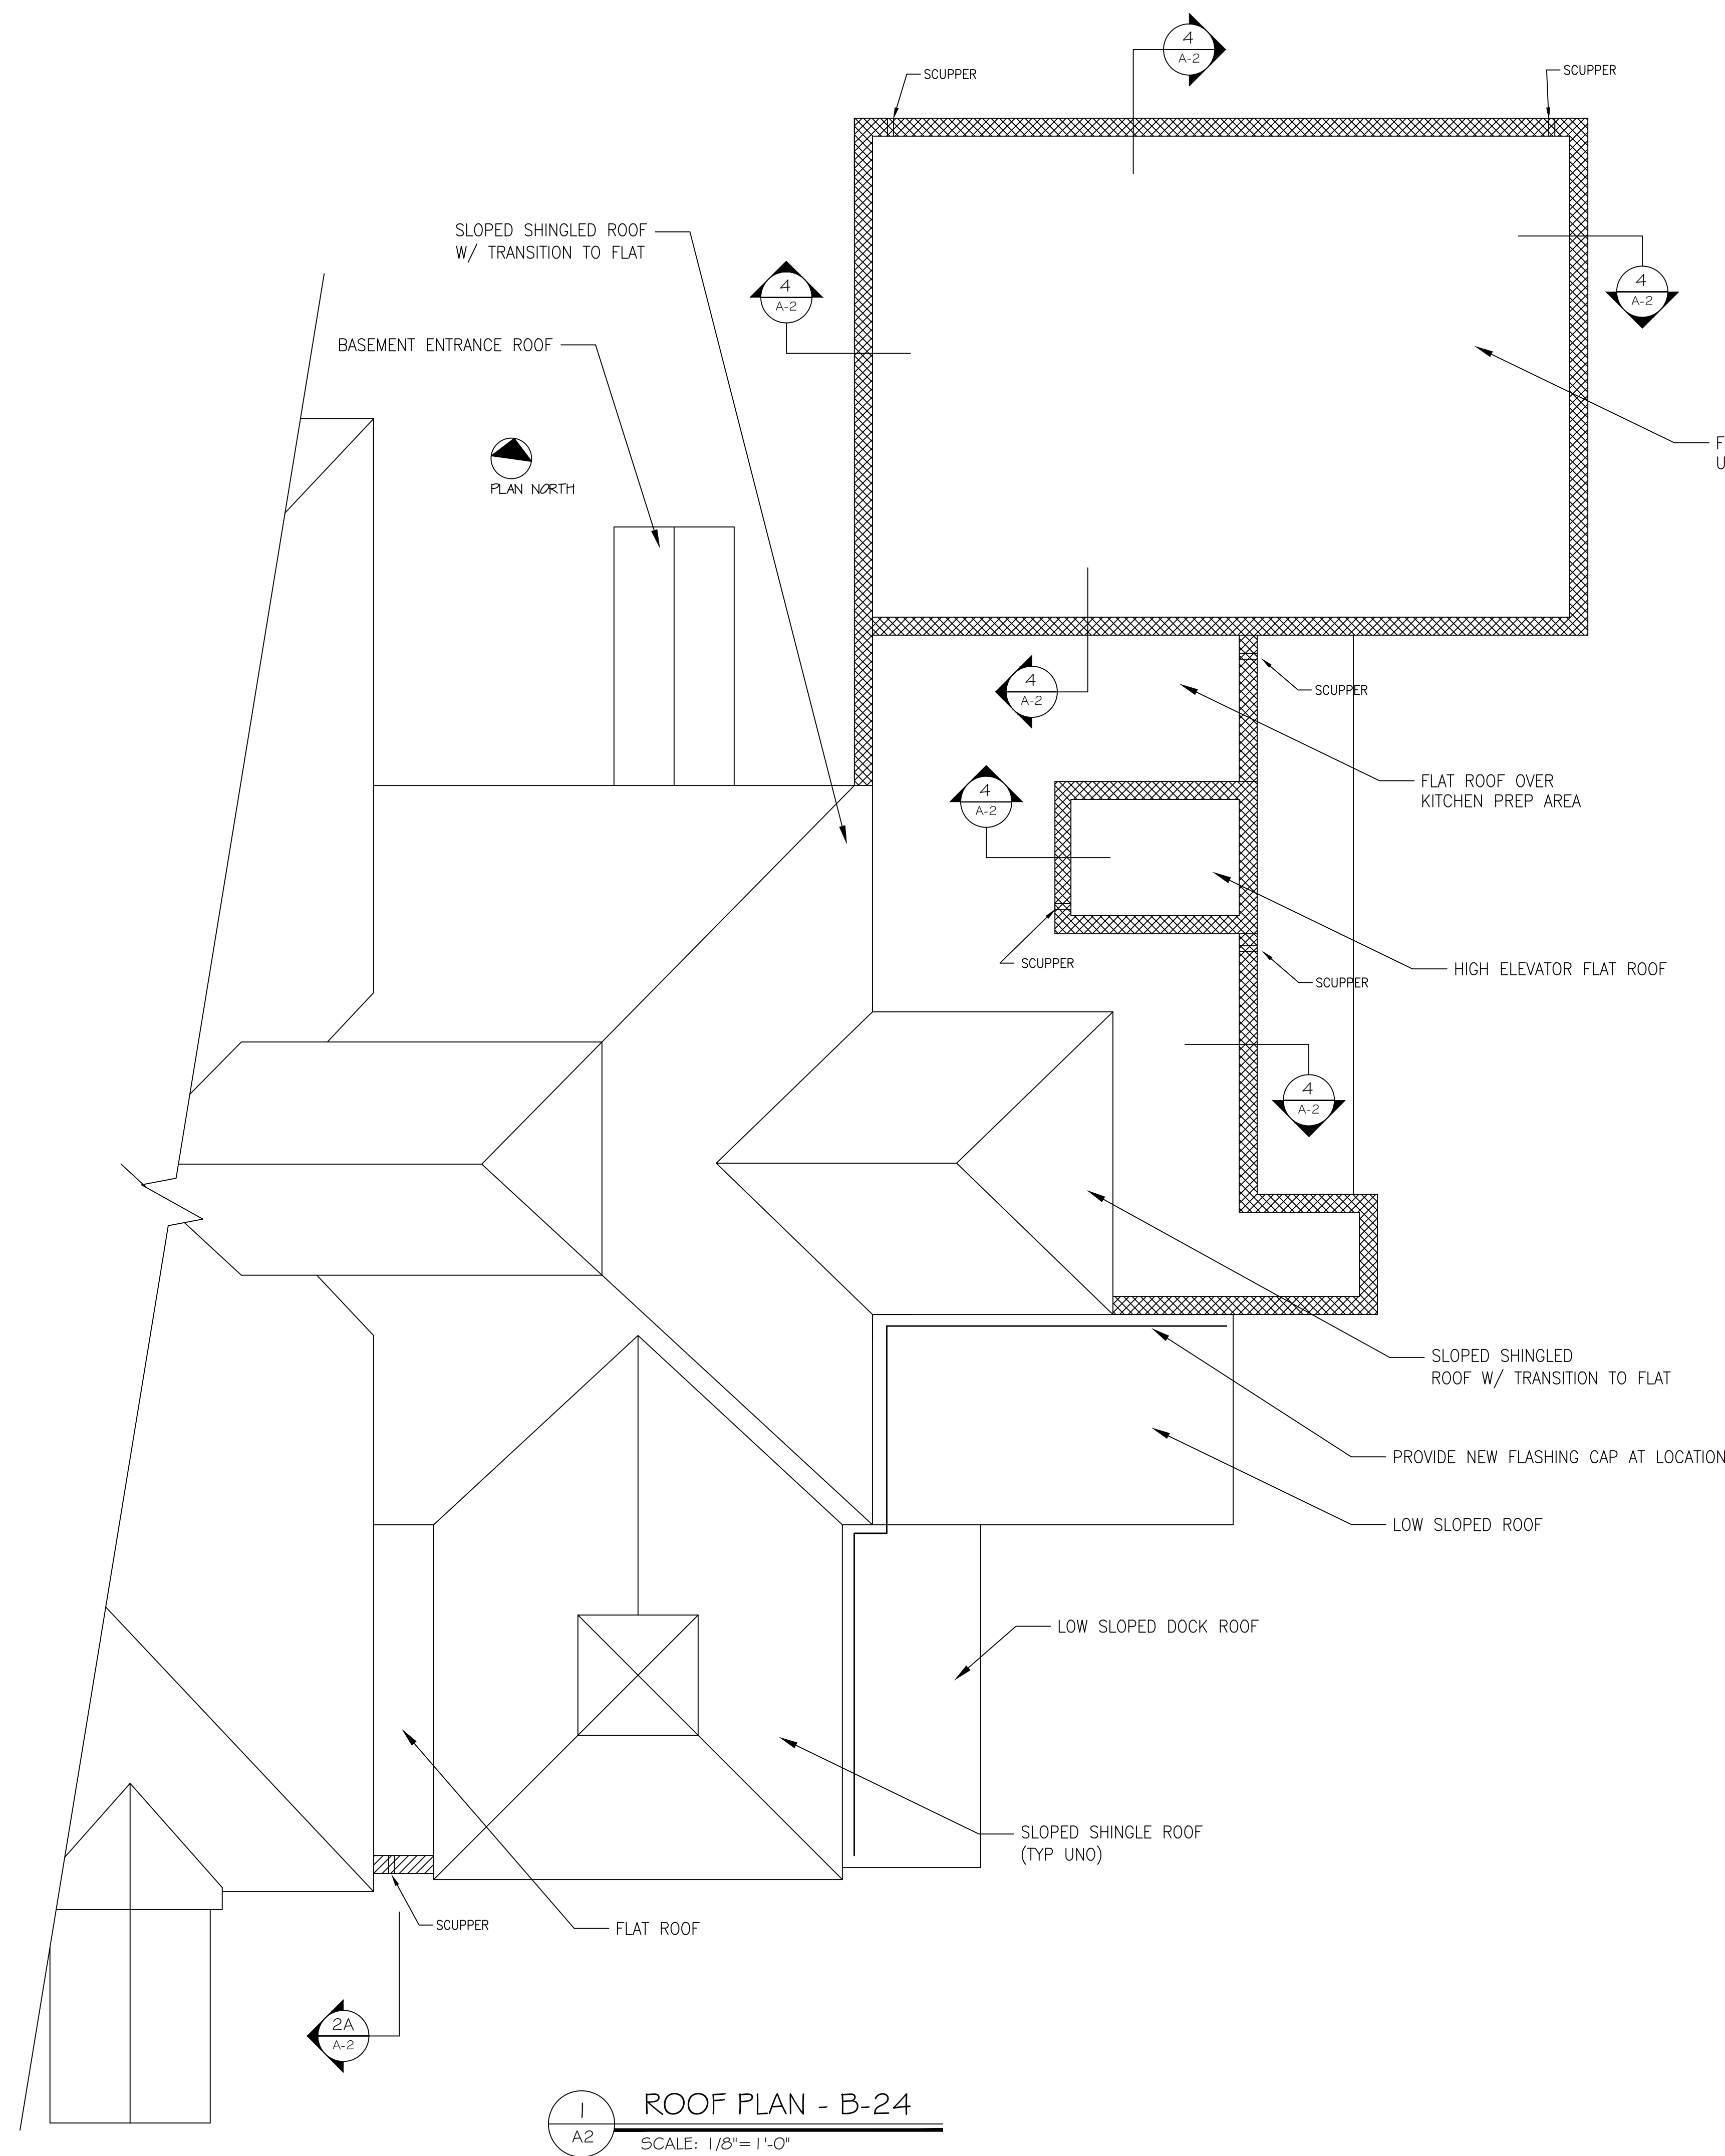 4
A-2
SCUPPER
SCUPPER
SLOPED SHINGLED ROOF
W/ TRANSITION TO FLAT
4
A-2
4
A-2
BASEMENT ENTRANCE ROOF
F
U
PLAN NORTH
4
A-2
SCUPPER
FLAT ROOF OVER
KITCHEN PREP AREA
4
A-2
SCUPPER
HIGH ELEVATOR FLAT ROOF
SCUPPER
4
A-2
SLOPED SHINGLED
ROOF W/ TRANSITION TO FLAT
PROVIDE NEW FLASHING CAP AT LOCATION
LOW SLOPED ROOF
LOW SLOPED DOCK ROOF
SLOPED SHINGLE ROOF
(TYP UNO)
SCUPPER
FLAT ROOF
2A
A-2
1
A2
ROOF PLAN - B-24
SCALE: 1/8"=1'-0"